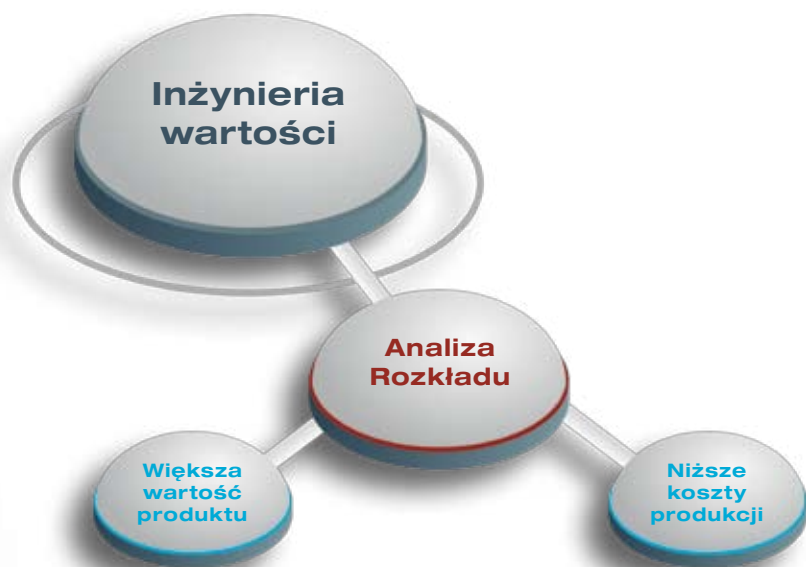 Inżynieria
wartości
Analiza
Rozkładu
Większa
wartość
produktu
Niższe
koszty
produkcji